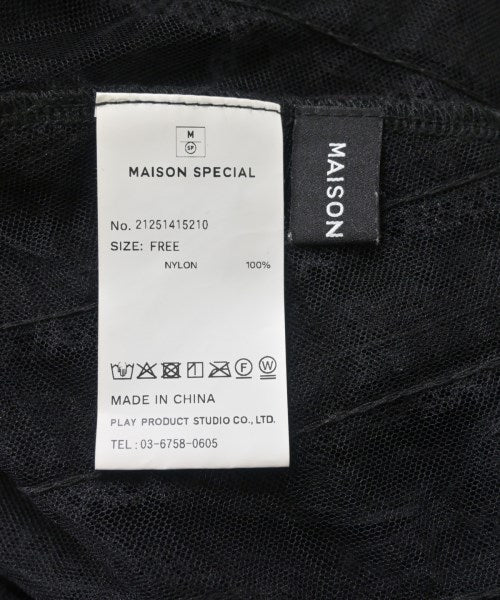 M
SP
MAISON SPECIAL
No. 21251415210
SIZE: FREE
NYLON 100%
F W
MADE IN CHINA
PLAY PRODUCT STUDIO CO., LTD.
TEL : 03-6758-0605
MAISON